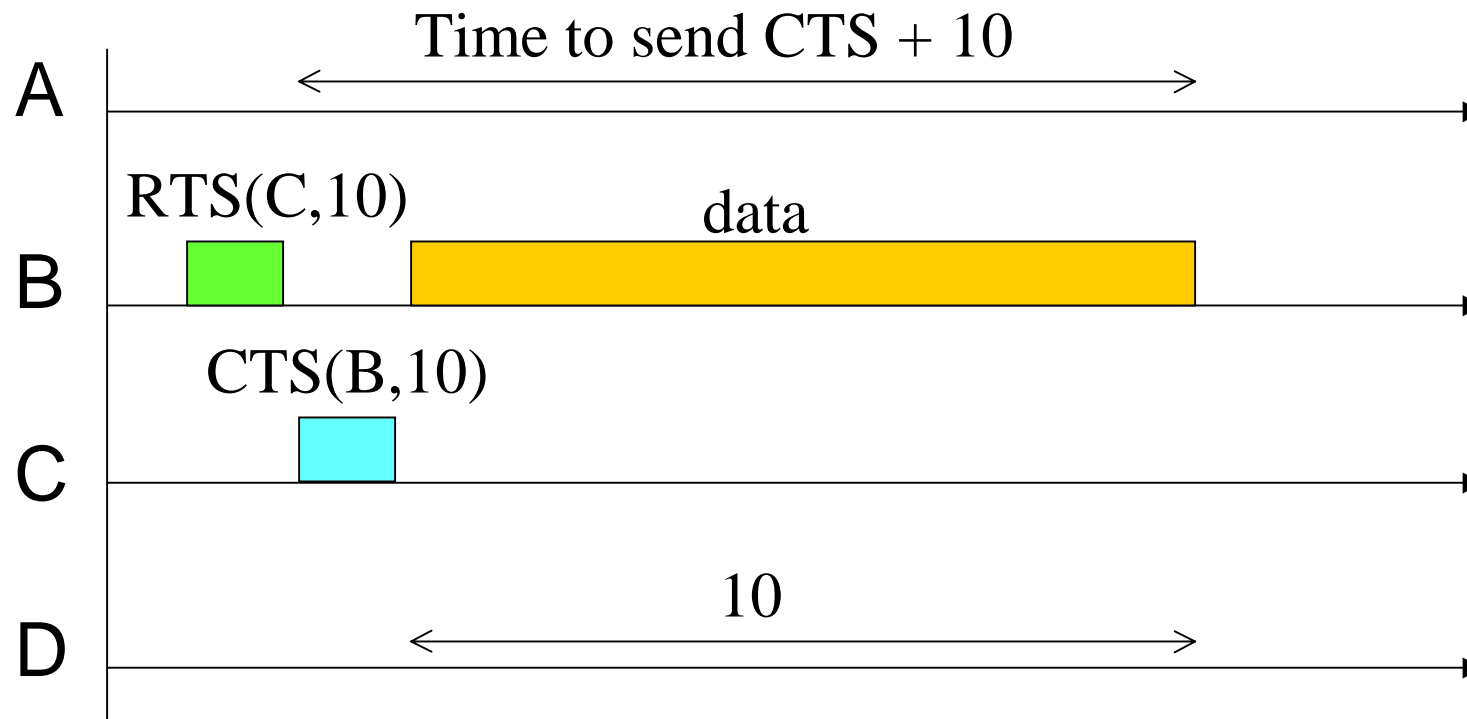 Time to send CTS + 10
A
RTS(C,10)
data
B
CTS(B,10)
C
10
D